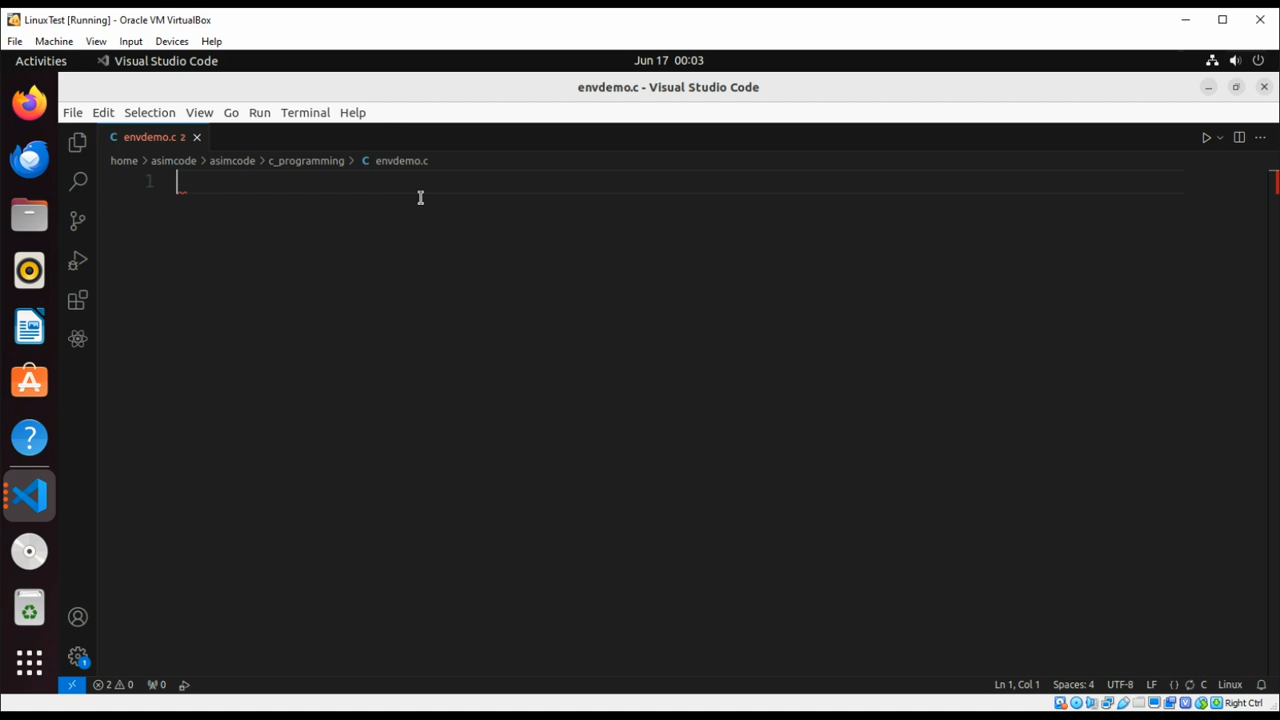 LinuxTest [Running] - Oracle VM VirtualBox
File Machine View Input Devices Help
Activities Visual Studio Code Jun 17 00:03
envdemo.c - Visual Studio Code
File Edit Selection View Go Run Terminal Help
C envdemo.c 2
home > asimcode > asimcode > c_programming > C envdemo.c
1
1
2 0 0 Ln 1, Col 1 Spaces: 4 UTF-8 LF {} C Linux
Right Ctrl